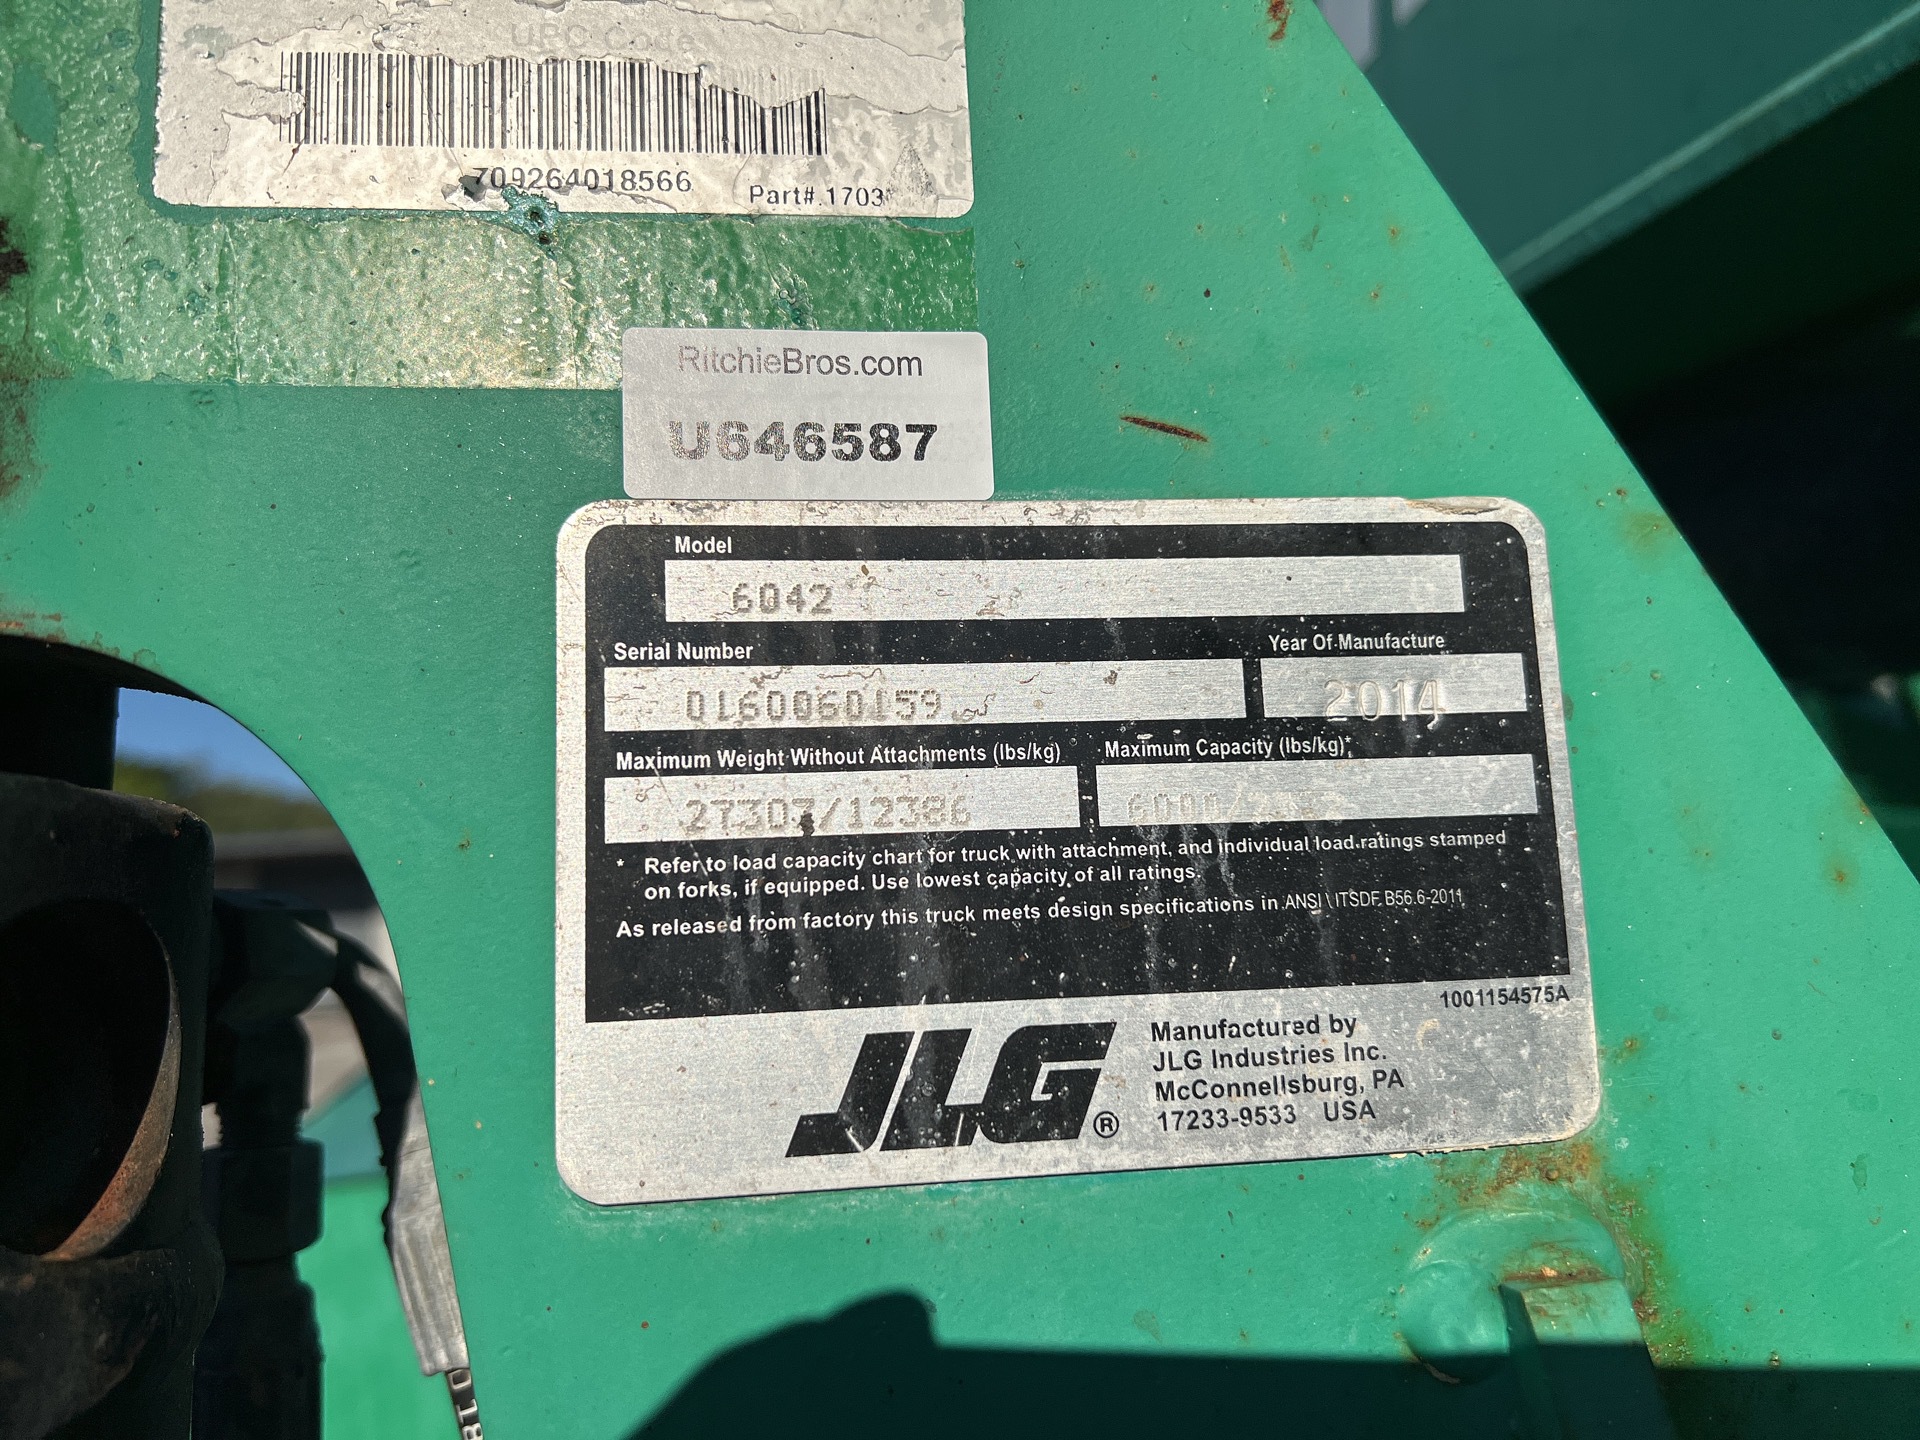 UPC Code
709264018566
Part#.1703
RitchieBros.com
U646587
Model
6042
Serial Number
Year Of Manufacture
0160060159
2014
Maximum Weight Without Attachments (lbs/kg)
Maximum Capacity (lbs/kg)*
27307/12386
* Refer to load capacity chart for truck with attachment, and individual load ratings stamped
on forks, if equipped. Use lowest capacity of all ratings.
As released from factory this truck meets design specifications in ANSI \ ITSDF B56.6-2011
1001154575A
JLG®
Manufactured by
JLG Industries Inc.
McConnellsburg, PA
17233-9533 USA